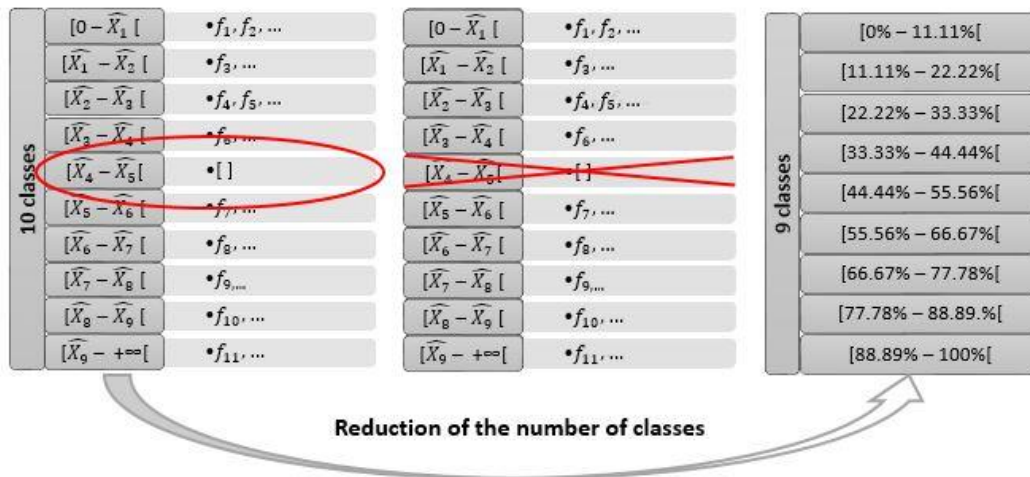 10 classes
[0 − X̂₁ [ •f₁, f₂, …
[X̂₁ − X̂₂ [ •f₃, …
[X̂₂ − X̂₃ [ •f₄, f₅, …
[X̂₃ − X̂₄ [ •f₆, …
[X̂₄ − X̂₅[ •[ ]
[X̂₅ − X̂₆ [ •f₇, …
[X̂₆ − X̂₇ [ •f₈, …
[X̂₇ − X̂₈ [ •f₉,…
[X̂₈ − X̂₉ [ •f₁₀, …
[X̂₉ − +∞[ •f₁₁, …
[0 − X̂₁ [ •f₁, f₂, …
[X̂₁ − X̂₂ [ •f₃, …
[X̂₂ − X̂₃ [ •f₄, f₅, …
[X̂₃ − X̂₄ [ •f₆, …
[X̂₄ − X̂₅[ •[ ]
[X̂₅ − X̂₆ [ •f₇, …
[X̂₆ − X̂₇ [ •f₈, …
[X̂₇ − X̂₈ [ •f₉,…
[X̂₈ − X̂₉ [ •f₁₀, …
[X̂₉ − +∞[ •f₁₁, …
9 classes
[0% – 11.11%[
[11.11% – 22.22%[
[22.22% – 33.33%[
[33.33% – 44.44%[
[44.44% – 55.56%[
[55.56% – 66.67%[
[66.67% – 77.78%[
[77.78% – 88.89.%[
[88.89% – 100%[
Reduction of the number of classes